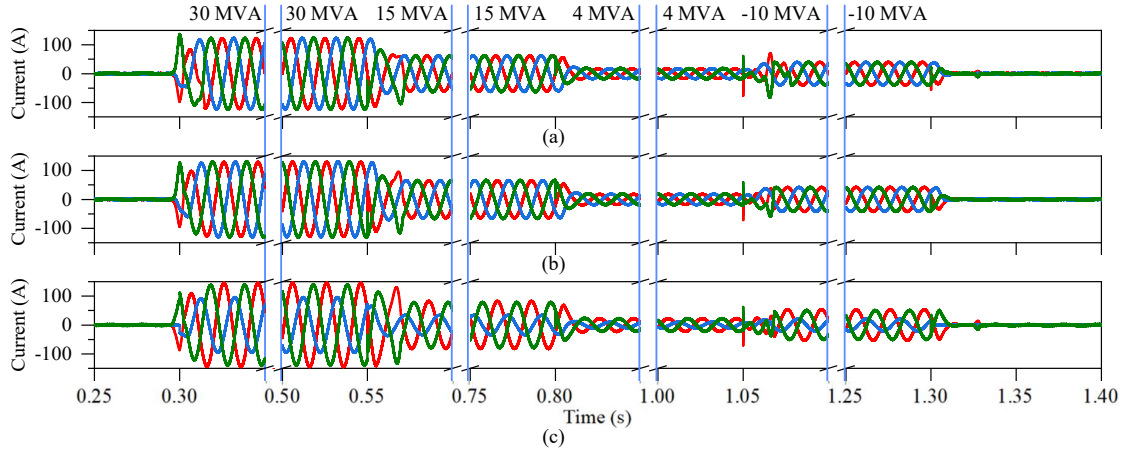 30 MVA 30 MVA 15 MVA 15 MVA 4 MVA 4 MVA -10 MVA -10 MVA
Current (A)
100
0
-100
(a)
Current (A)
100
0
-100
(b)
Current (A)
100
0
-100
0.25 0.30 0.50 0.55 0.75 0.80 1.00 1.05 1.25 1.30 1.40
Time (s)
(c)